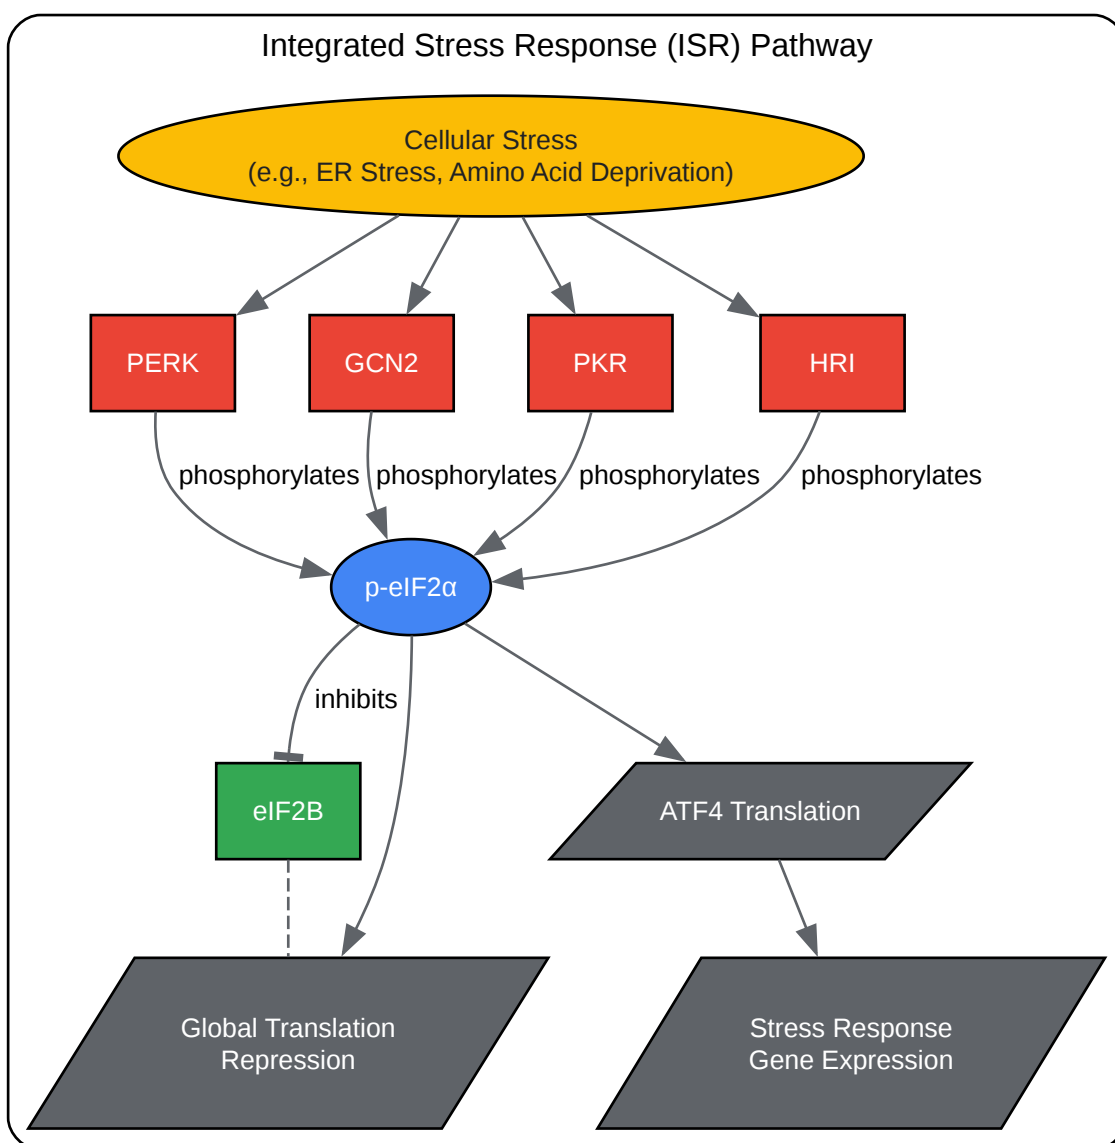 Integrated Stress Response (ISR) Pathway
Cellular Stress
(e.g., ER Stress, Amino Acid Deprivation)
PERK
GCN2
PKR
HRI
phosphorylates
phosphorylates
phosphorylates
phosphorylates
p-eIF2α
inhibits
eIF2B
ATF4 Translation
Global Translation
Repression
Stress Response
Gene Expression